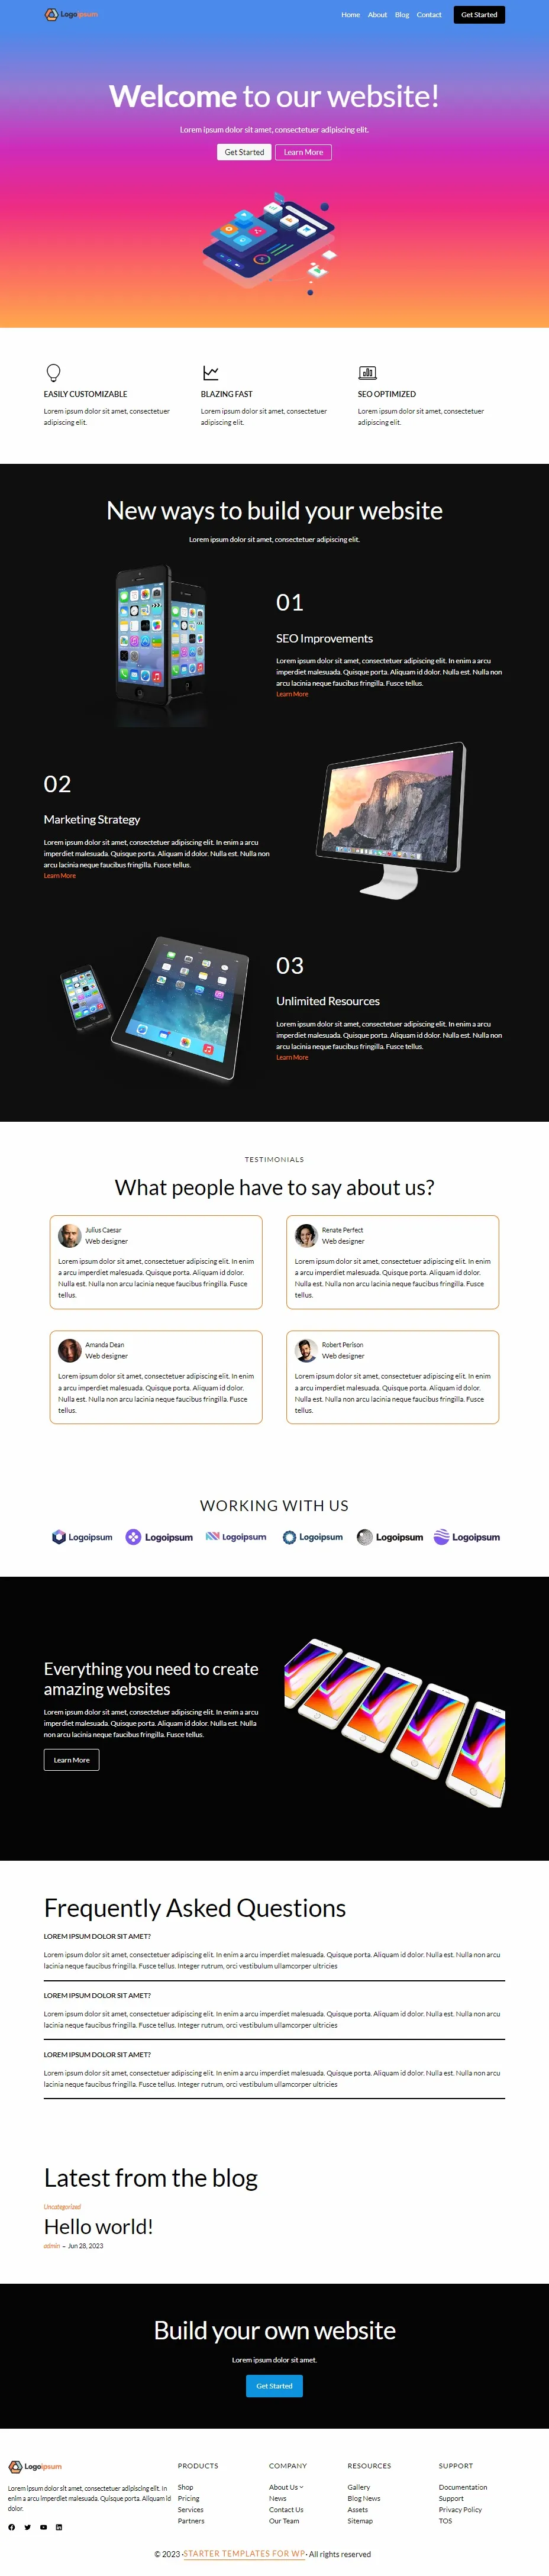 Logoipsum
Home About Blog Contact Get Started
Welcome to our website!
Lorem ipsum dolor sit amet, consectetuer adipiscing elit.
Get Started Learn More
EASILY CUSTOMIZABLE
Lorem ipsum dolor sit amet, consectetuer
adipiscing elit.
BLAZING FAST
Lorem ipsum dolor sit amet, consectetuer
adipiscing elit.
SEO OPTIMIZED
Lorem ipsum dolor sit amet, consectetuer
adipiscing elit.
New ways to build your website
Lorem ipsum dolor sit amet, consectetuer adipiscing elit.
01
SEO Improvements
Lorem ipsum dolor sit amet, consectetuer adipiscing elit. In enim a arcu
imperdiet malesuada. Quisque porta. Aliquam id dolor. Nulla est. Nulla non
arcu lacinia neque faucibus fringilla. Fusce tellus.
Learn More
02
Marketing Strategy
Lorem ipsum dolor sit amet, consectetuer adipiscing elit. In enim a arcu
imperdiet malesuada. Quisque porta. Aliquam id dolor. Nulla est. Nulla non
arcu lacinia neque faucibus fringilla. Fusce tellus.
Learn More
03
Unlimited Resources
Lorem ipsum dolor sit amet, consectetuer adipiscing elit. In enim a arcu
imperdiet malesuada. Quisque porta. Aliquam id dolor. Nulla est. Nulla non
arcu lacinia neque faucibus fringilla. Fusce tellus.
Learn More
TESTIMONIALS
What people have to say about us?
Julius Caesar
Web designer
Lorem ipsum dolor sit amet, consectetuer adipiscing elit. In enim
a arcu imperdiet malesuada. Quisque porta. Aliquam id dolor.
Nulla est. Nulla non arcu lacinia neque faucibus fringilla. Fusce
tellus.
Renate Perfect
Web designer
Lorem ipsum dolor sit amet, consectetuer adipiscing elit. In enim
a arcu imperdiet malesuada. Quisque porta. Aliquam id dolor.
Nulla est. Nulla non arcu lacinia neque faucibus fringilla. Fusce
tellus.
Amanda Dean
Web designer
Lorem ipsum dolor sit amet, consectetuer adipiscing elit. In enim
a arcu imperdiet malesuada. Quisque porta. Aliquam id dolor.
Nulla est. Nulla non arcu lacinia neque faucibus fringilla. Fusce
tellus.
Robert Perison
Web designer
Lorem ipsum dolor sit amet, consectetuer adipiscing elit. In enim
a arcu imperdiet malesuada. Quisque porta. Aliquam id dolor.
Nulla est. Nulla non arcu lacinia neque faucibus fringilla. Fusce
tellus.
WORKING WITH US
Logoipsum Logoipsum Logoipsum Logoipsum Logoipsum Logoipsum
Everything you need to create
amazing websites
Lorem ipsum dolor sit amet, consectetuer adipiscing elit. In enim a arcu
imperdiet malesuada. Quisque porta. Aliquam id dolor. Nulla est. Nulla
non arcu lacinia neque faucibus fringilla. Fusce tellus.
Learn More
Frequently Asked Questions
LOREM IPSUM DOLOR SIT AMET?
Lorem ipsum dolor sit amet, consectetuer adipiscing elit. In enim a arcu imperdiet malesuada. Quisque porta. Aliquam id dolor. Nulla est. Nulla non arcu
lacinia neque faucibus fringilla. Fusce tellus. Integer rutrum, orci vestibulum ullamcorper ultricies
LOREM IPSUM DOLOR SIT AMET?
Lorem ipsum dolor sit amet, consectetuer adipiscing elit. In enim a arcu imperdiet malesuada. Quisque porta. Aliquam id dolor. Nulla est. Nulla non arcu
lacinia neque faucibus fringilla. Fusce tellus. Integer rutrum, orci vestibulum ullamcorper ultricies
LOREM IPSUM DOLOR SIT AMET?
Lorem ipsum dolor sit amet, consectetuer adipiscing elit. In enim a arcu imperdiet malesuada. Quisque porta. Aliquam id dolor. Nulla est. Nulla non arcu
lacinia neque faucibus fringilla. Fusce tellus. Integer rutrum, orci vestibulum ullamcorper ultricies
Latest from the blog
Uncategorized
Hello world!
admiin – Jun 28, 2023
Build your own website
Lorem ipsum dolor sit amet.
Get Started
Logoipsum
Lorem ipsum dolor sit amet, consectetuer adipiscing elit. In
enim a arcu imperdiet malesuada. Quisque porta. Aliquam id
dolor.
PRODUCTS
Shop
Pricing
Services
Partners
COMPANY
About Us
News
Contact Us
Our Team
RESOURCES
Gallery
Blog News
Assets
Sitemap
SUPPORT
Documentation
Support
Privacy Policy
TOS
© 2023 ·STARTER TEMPLATES FOR WP· All rights reserved